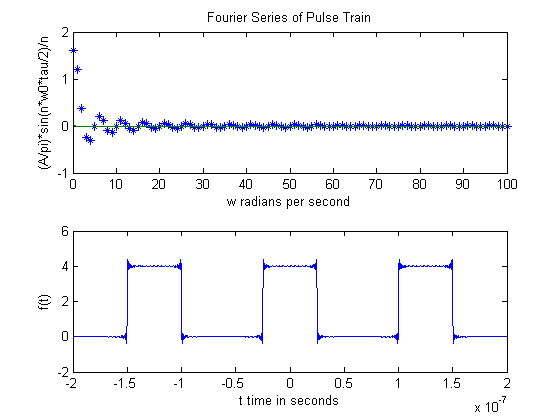 Fourier Series of Pulse Train
2
1
0
-1
(A/pi)*sin(n*w0*tau/2)/n
0 10 20 30 40 50 60 70 80 90 100
w radians per second
6
4
2
0
-2
f(t)
-2 -1.5 -1 -0.5 0 0.5 1 1.5 2
t time in seconds
x 10-7